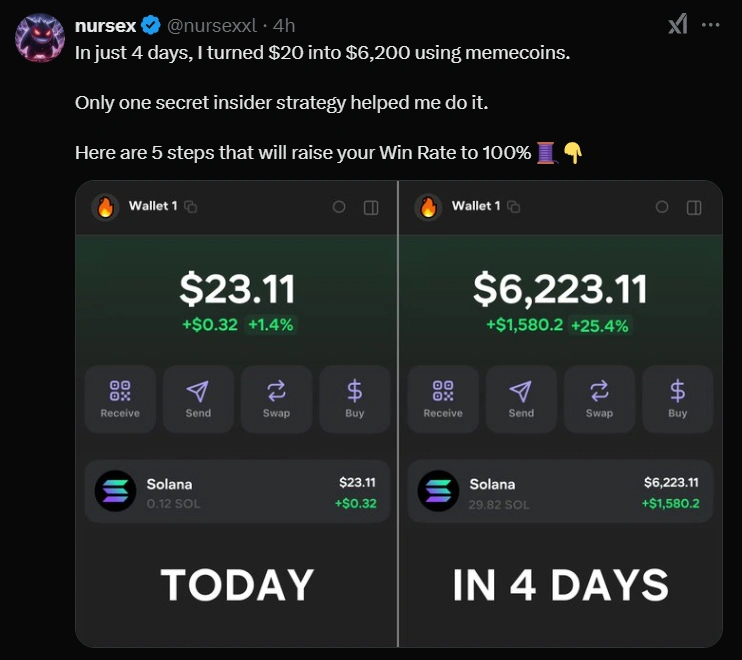 nursex @nursexxl · 4h
In just 4 days, I turned $20 into $6,200 using memecoins.
Only one secret insider strategy helped me do it.
Here are 5 steps that will raise your Win Rate to 100% 🧵👇
Wallet 1
$23.11
+$0.32 +1.4%
Receive Send Swap Buy
Solana $23.11
0.12 SOL +$0.32
TODAY
Wallet 1
$6,223.11
+$1,580.2 +25.4%
Receive Send Swap Buy
Solana $6,223.11
29.82 SOL +$1,580.2
IN 4 DAYS